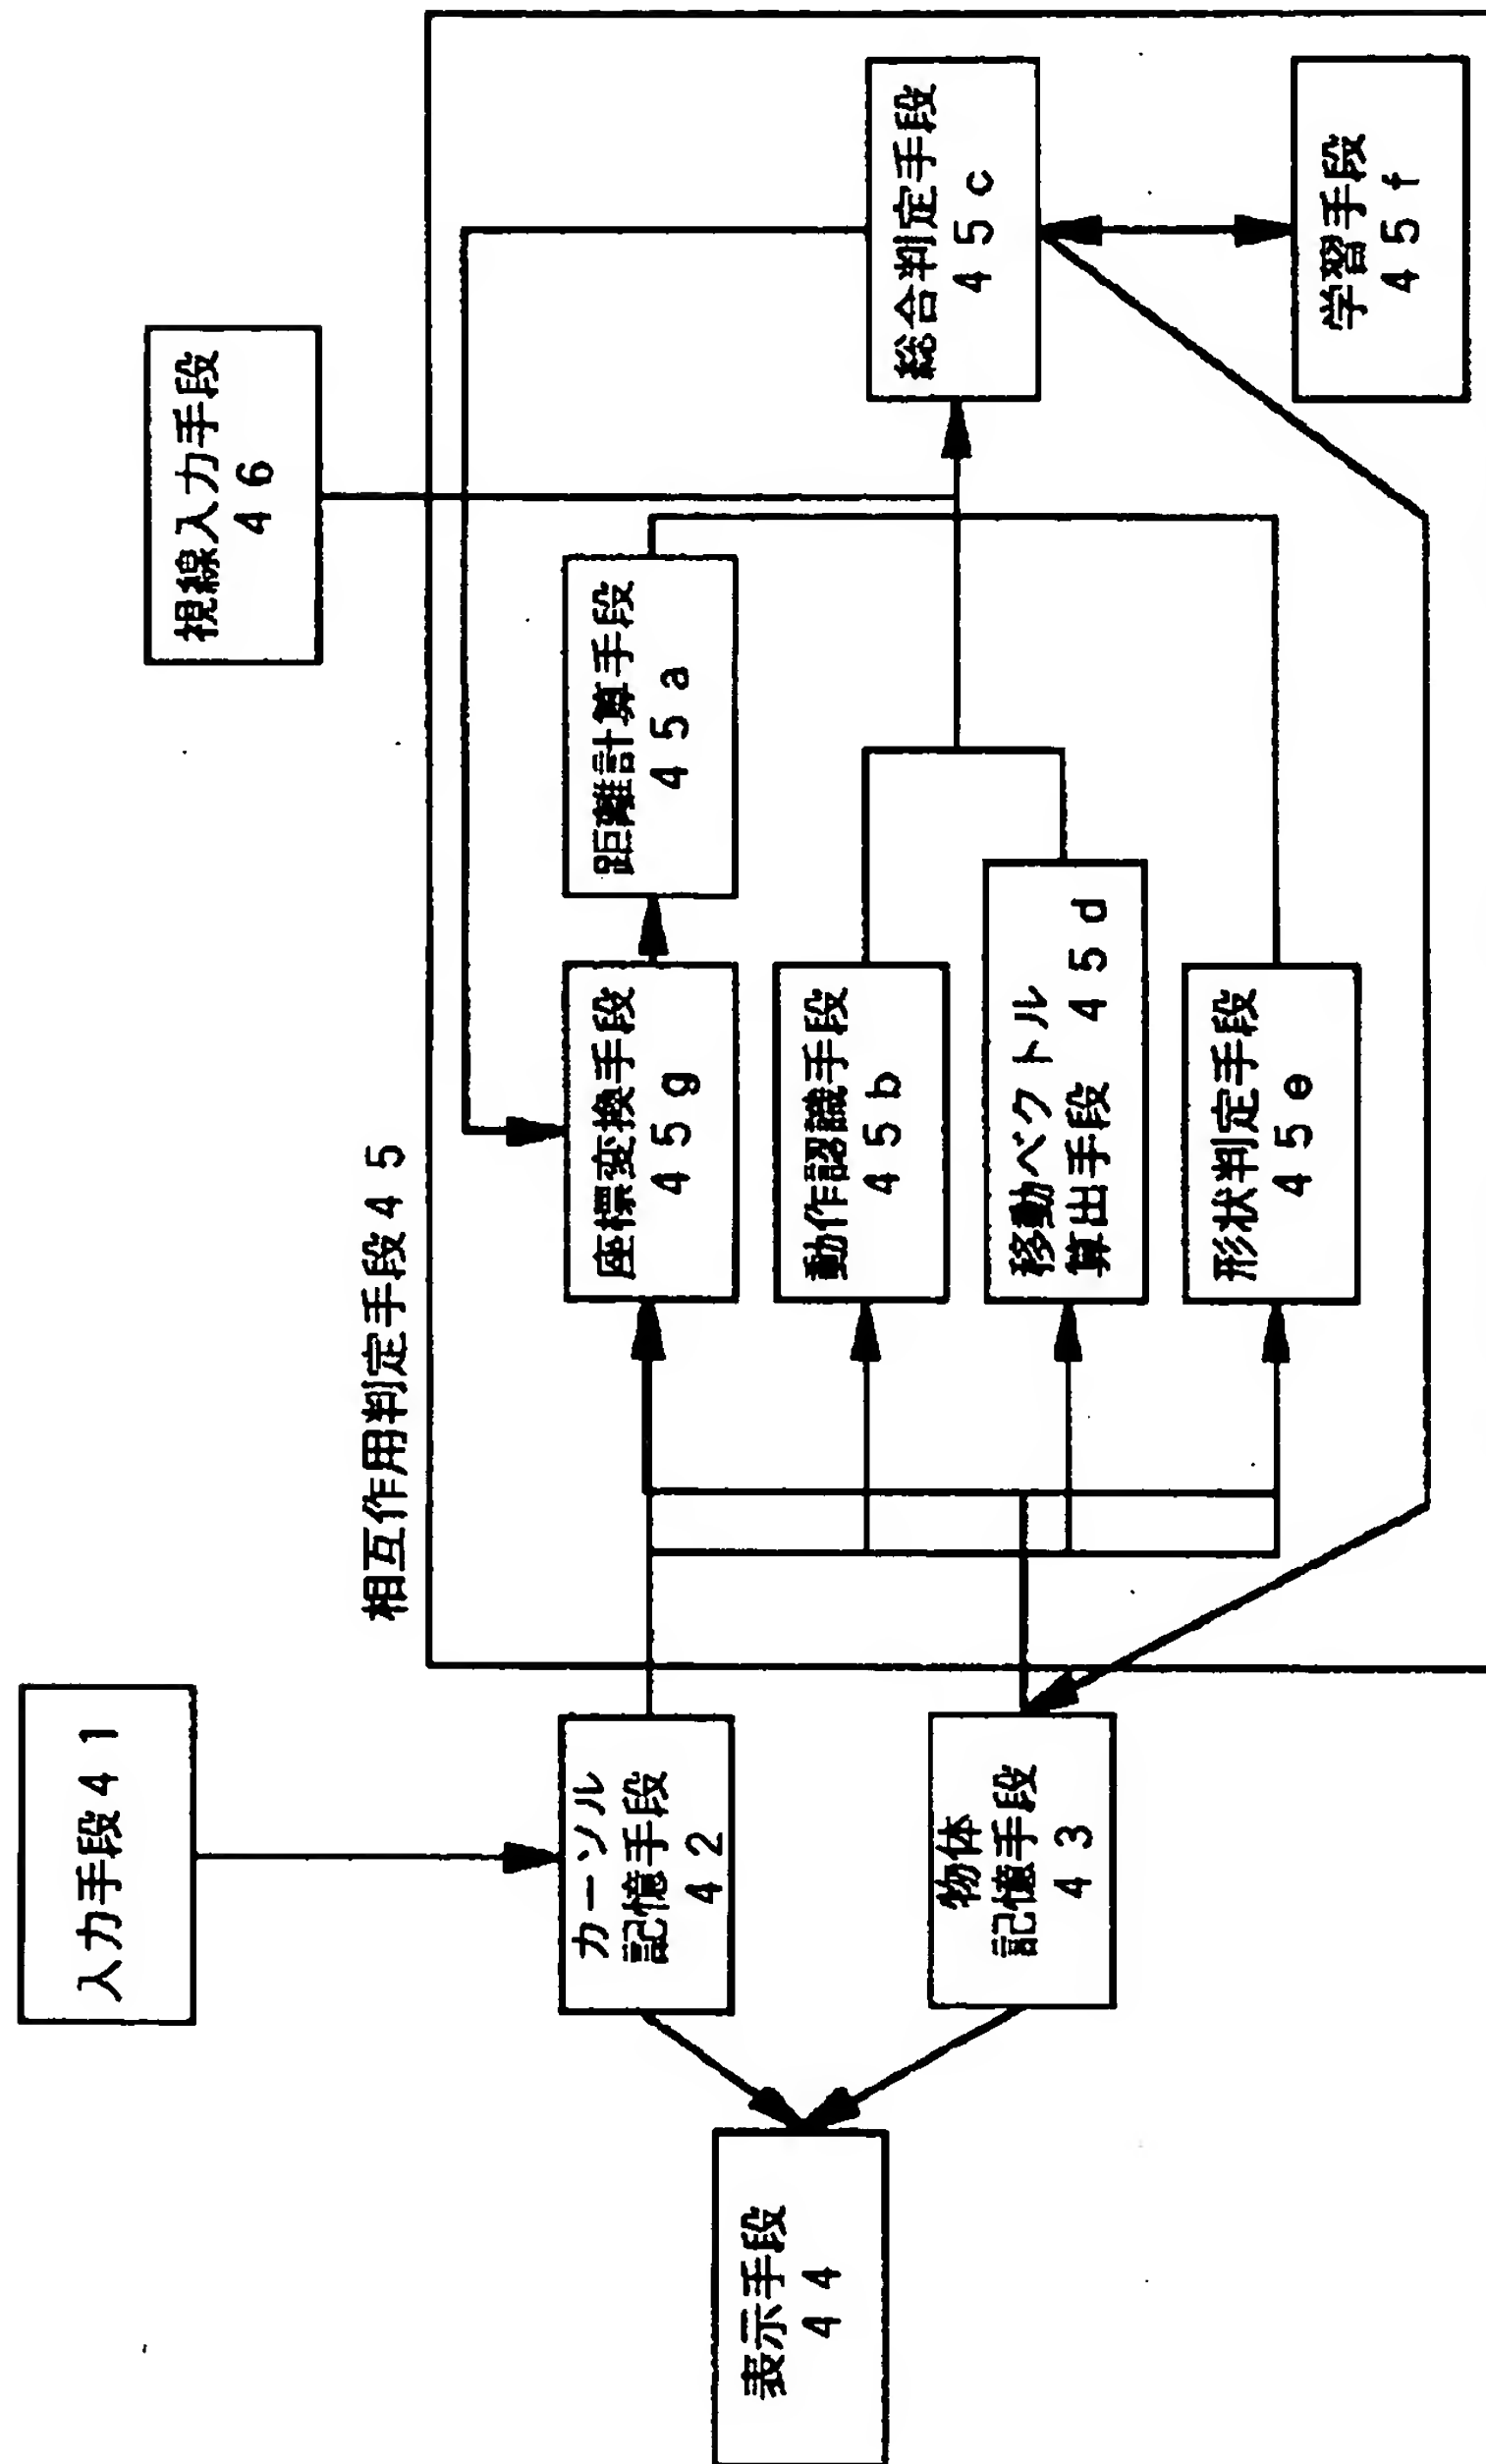 入力手段４１
視線入力手段
４６
相互作用判定手段４５
カーソル
記憶手段
４２
座標変換手段
４５ｇ
距離計算手段
４５ａ
総合判定手段
４５ｃ
表示手段
４４
動作認識手段
４５ｂ
物体
記憶手段
４３
移動ベクトル
算出手段　４５ｄ
形状判定手段
４５ｅ
学習手段
４５ｆ